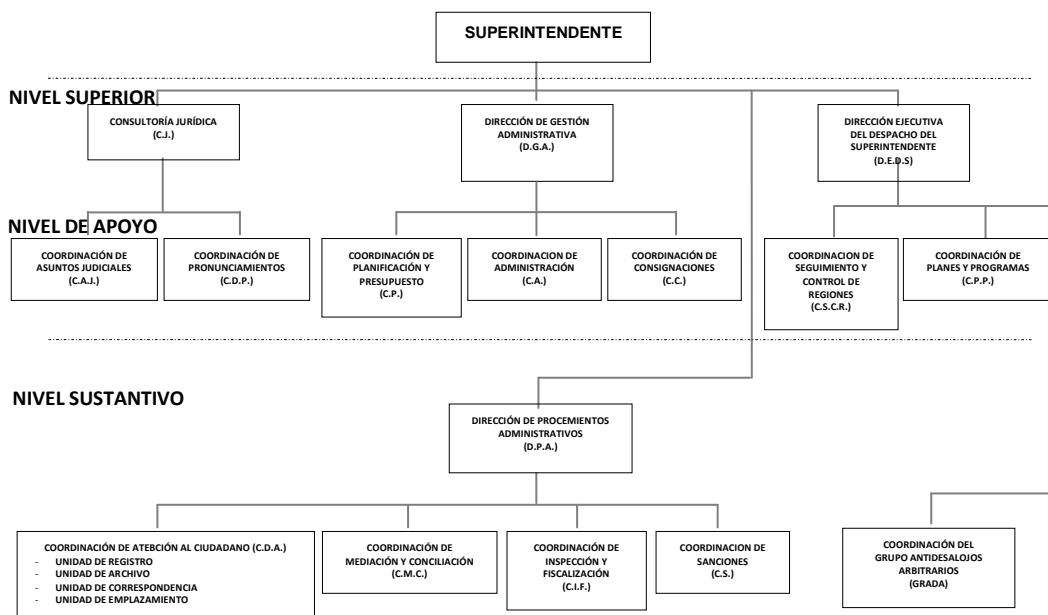 SUPERINTENDENTE
NIVEL SUPERIOR
CONSULTORÍA JURÍDICA
(C.J.)
DIRECCIÓN DE GESTIÓN
ADMINISTRATIVA
(D.G.A.)
DIRECCIÓN EJECUTIVA
DEL DESPACHO DEL
SUPERINTENDENTE
(D.E.D.S)
NIVEL DE APOYO
COORDINACIÓN DE
ASUNTOS JUDICIALES
(C.A.J.)
COORDINACIÓN DE
PRONUNCIAMIENTOS
(C.D.P.)
COORDINACIÓN DE
PLANIFICACIÓN Y
PRESUPUESTO
(C.P.)
COORDINACION DE
ADMINISTRACIÓN
(C.A.)
COORDINACIÓN DE
CONSIGNACIONES
(C.C.)
COORDINACION DE
SEGUIMIENTO Y
CONTROL DE
REGIONES
(C.S.C.R.)
COORDINACIÓN DE
PLANES Y PROGRAMAS
(C.P.P.)
NIVEL SUSTANTIVO
DIRECCIÓN DE PROCEMIENTOS
ADMINISTRATIVOS
(D.P.A.)
COORDINACIÓN DE ATEBCIÓN AL CIUDADANO (C.D.A.)
- UNIDAD DE REGISTRO
- UNIDAD DE ARCHIVO
- UNIDAD DE CORRESPONDENCIA
- UNIDAD DE EMPLAZAMIENTO
COORDINACIÓN DE
MEDIACIÓN Y CONCILIACIÓN
(C.M.C.)
COORDINACIÓN DE
INSPECCIÓN Y
FISCALIZACIÓN
(C.I.F.)
COORDINACION DE
SANCIONES
(C.S.)
COORDINACIÓN DEL
GRUPO ANTIDESALOJOS
ARBITRARIOS
(GRADA)